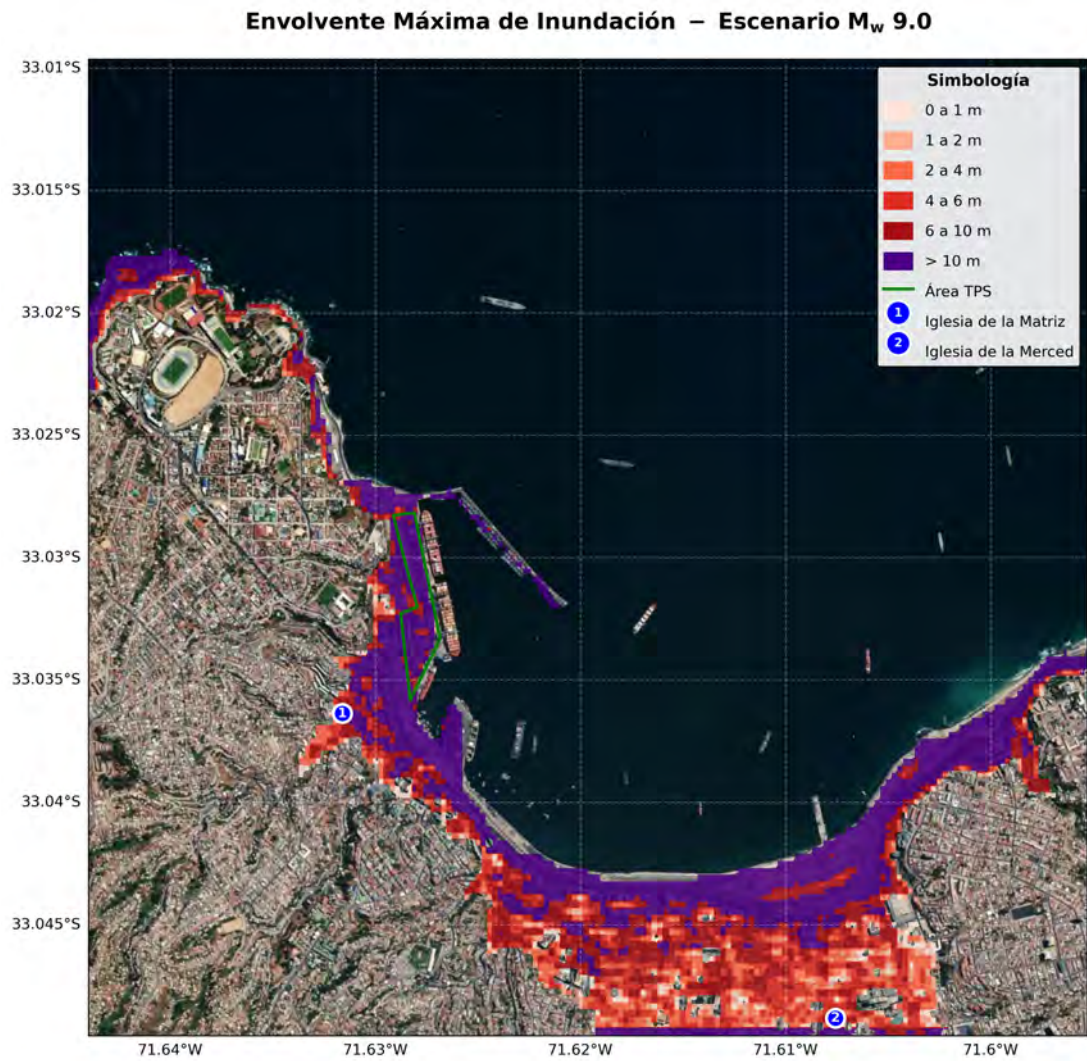 Envolvente Máxima de Inundación – Escenario M_w 9.0
33.01°S
33.015°S
33.02°S
33.025°S
33.03°S
33.035°S
33.04°S
33.045°S
71.64°W
71.63°W
71.62°W
71.61°W
71.6°W
Simbología
0 a 1 m
1 a 2 m
2 a 4 m
4 a 6 m
6 a 10 m
> 10 m
Área TPS
1 Iglesia de la Matriz
2 Iglesia de la Merced
1
2